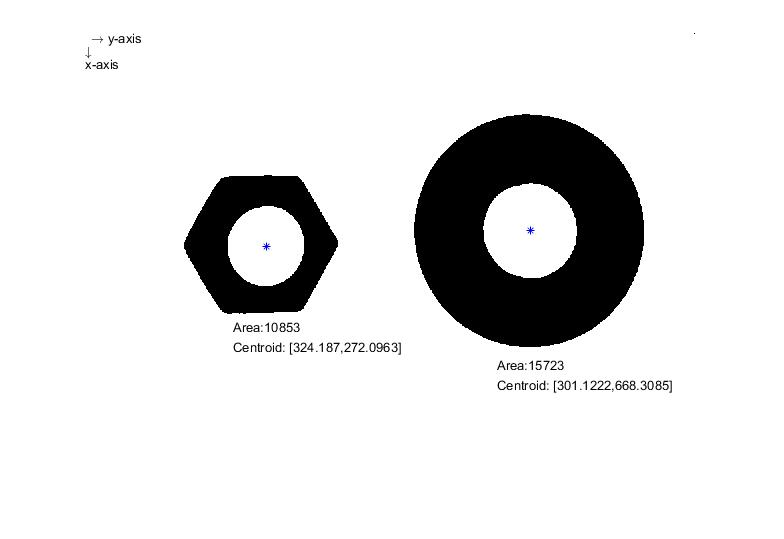 → y-axis
↓
x-axis
Area:10853
Centroid: [324.187,272.0963]
Area:15723
Centroid: [301.1222,668.3085]